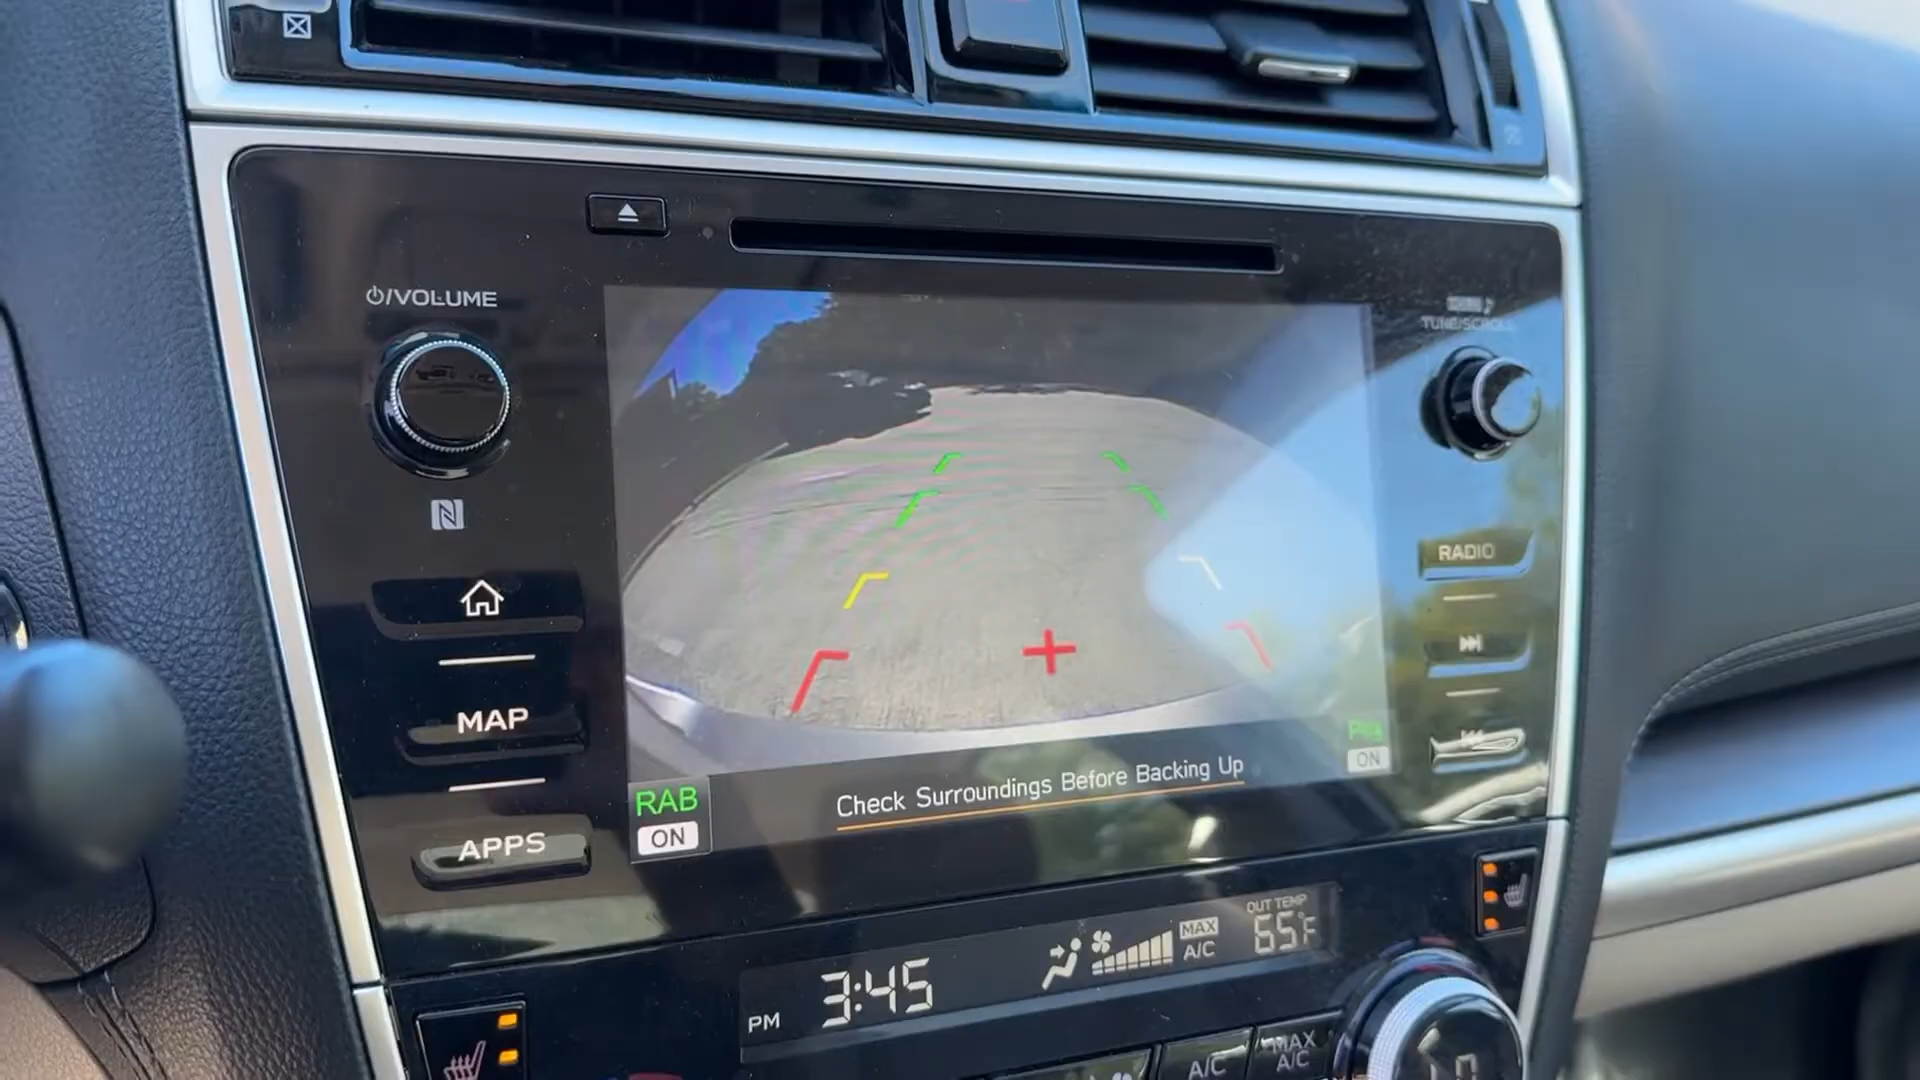 ⏻/VOLUME
TUNE/SCROLL
RADIO
MAP
APPS
RAB
ON
ON
Check Surroundings Before Backing Up
PM 3:45
MAX
A/C
OUT TEMP
65°F
A/C
MAX
A/C